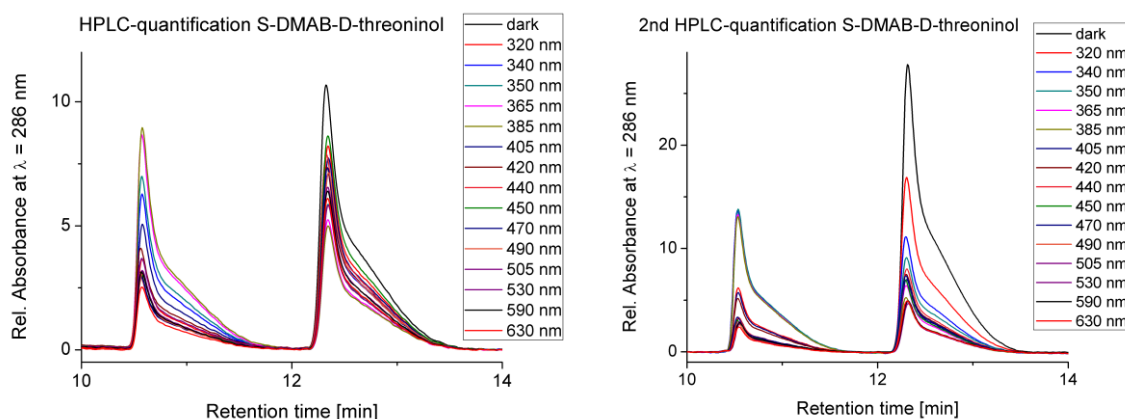 HPLC-quantification S-DMAB-D-threoninol
dark
320 nm
340 nm
350 nm
365 nm
385 nm
405 nm
420 nm
440 nm
450 nm
470 nm
490 nm
505 nm
530 nm
590 nm
630 nm
Rel. Absorbance at λ = 286 nm
10
5
0
10
12
14
Retention time [min]
2nd HPLC-quantification S-DMAB-D-threoninol
dark
320 nm
340 nm
350 nm
365 nm
385 nm
405 nm
420 nm
440 nm
450 nm
470 nm
490 nm
505 nm
530 nm
590 nm
630 nm
Rel. Absorbance at λ = 286 nm
20
10
0
10
12
14
Retention time [min]